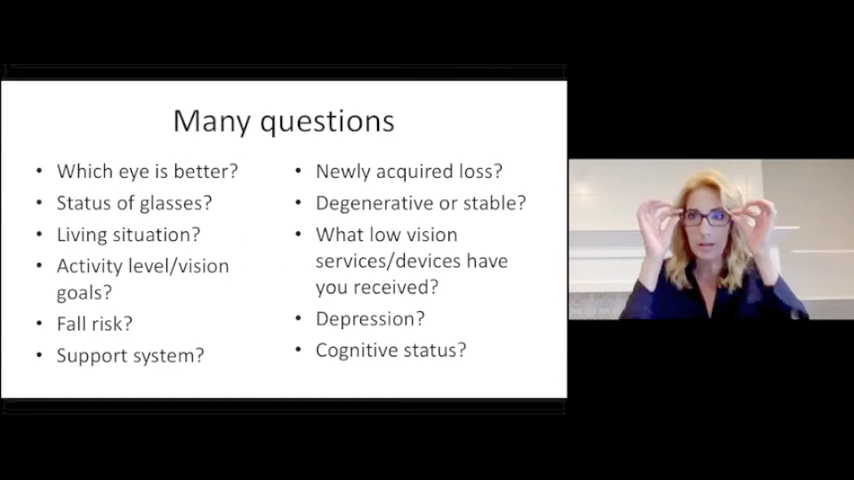 Many questions
• Which eye is better?
• Status of glasses?
• Living situation?
• Activity level/vision
goals?
• Fall risk?
• Support system?
• Newly acquired loss?
• Degenerative or stable?
• What low vision
services/devices have
you received?
• Depression?
• Cognitive status?